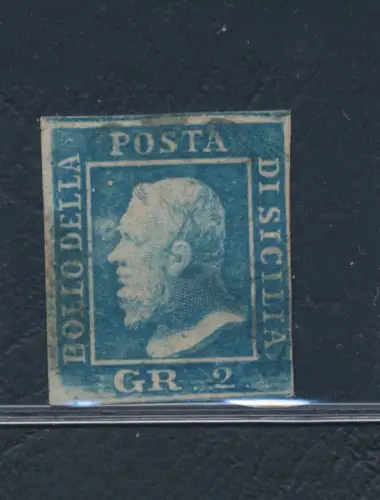 BOLLO DELLA
POSTA
DI SICILIA
GR. 2.